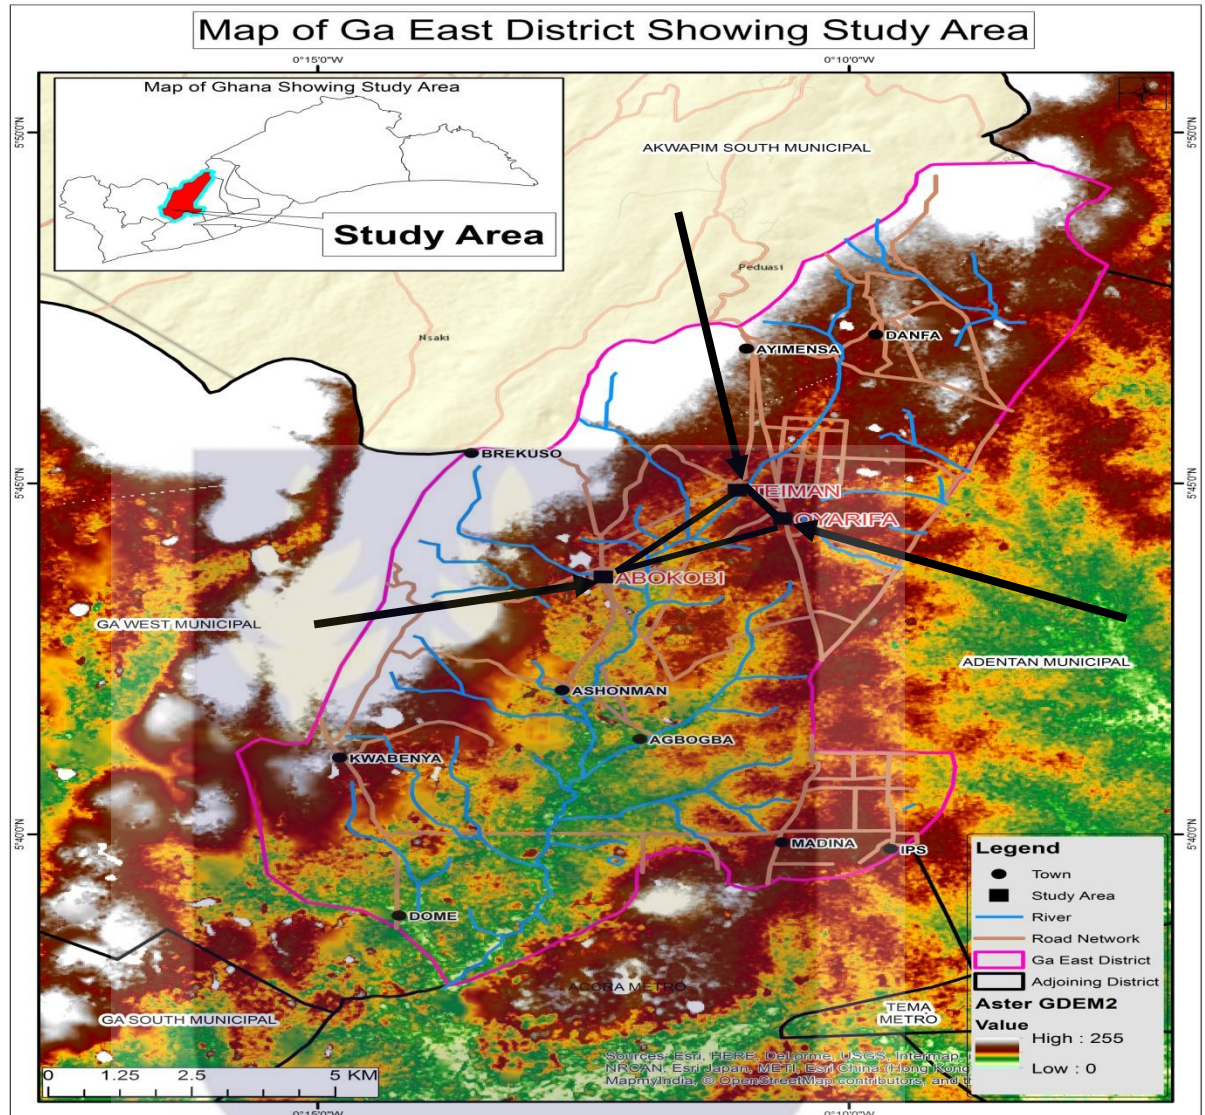 Map of Ga East District Showing Study Area
0°15'0"W
0°10'0"W
Map of Ghana Showing Study Area
Study Area
5°50'0"N
5°50'0"N
AKWAPIM SOUTH MUNICIPAL
Peduasi
Nsaki
AYIMENSA
DANFA
BREKUSO
5°45'0"N
5°45'0"N
TEIMAN
OYARIFA
ABOKOBI
GA WEST MUNICIPAL
ADENTAN MUNICIPAL
ASHONMAN
AGBOGBA
KWABENYA
5°40'0"N
5°40'0"N
MADINA
IPS
DOME
ACCRA METRO
GA SOUTH MUNICIPAL
TEMA
METRO
Legend
Town
Study Area
River
Road Network
Ga East District
Adjoining District
Aster GDEM2
Value
High : 255
Low : 0
Sources: Esri, HERE, DeLorme, USGS, Intermap,
NRCAN, Esri Japan, METI, Esri China (Hong Kong
MapmyIndia, © OpenStreetMap contributors, and
0 1.25 2.5 5 KM
0°15'0"W
0°10'0"W